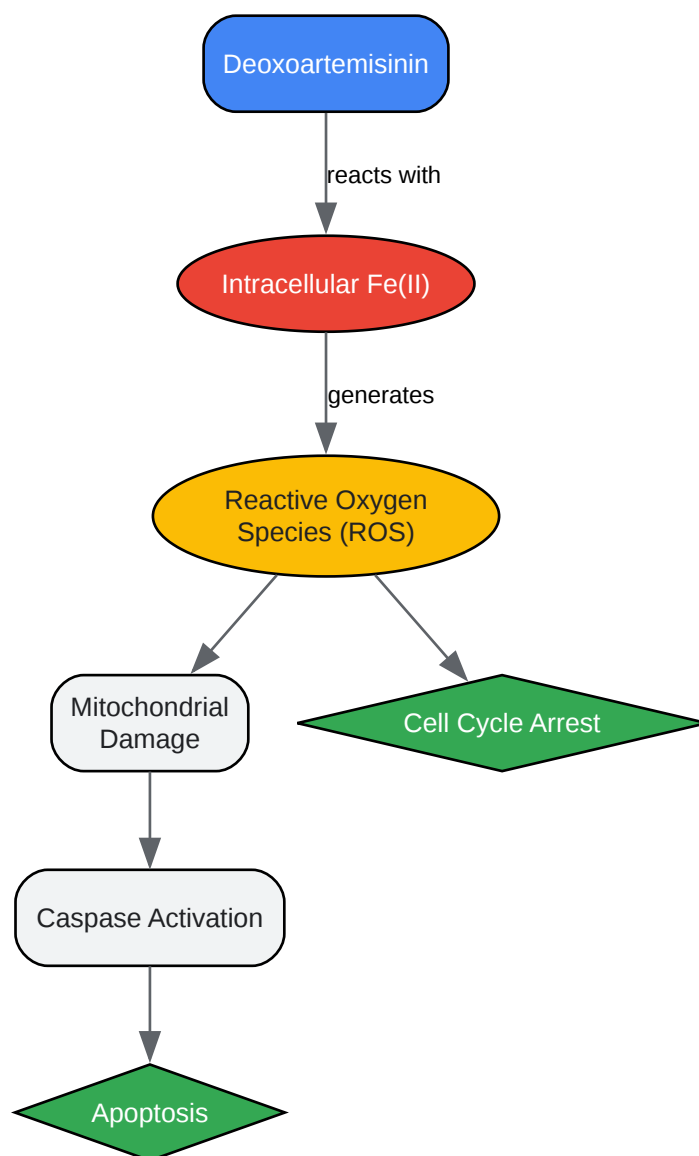 Deoxoartemisinin
reacts with
Intracellular Fe(II)
generates
Reactive Oxygen
Species (ROS)
Mitochondrial
Damage
Cell Cycle Arrest
Caspase Activation
Apoptosis